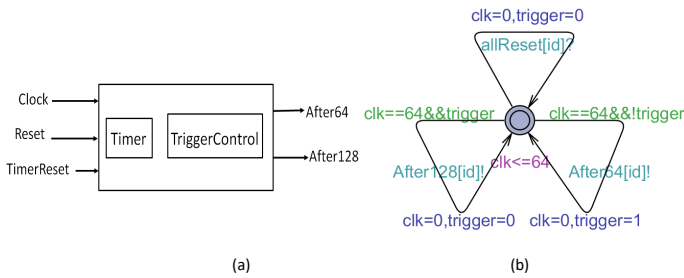 Clock
Reset
TimerReset
Timer
TriggerControl
After64
After128
(a)
clk=0,trigger=0
allReset[id]?
clk==64&&trigger
clk==64&&!trigger
clk<=64
After128[id]!
After64[id]!
clk=0,trigger=0
clk=0,trigger=1
(b)